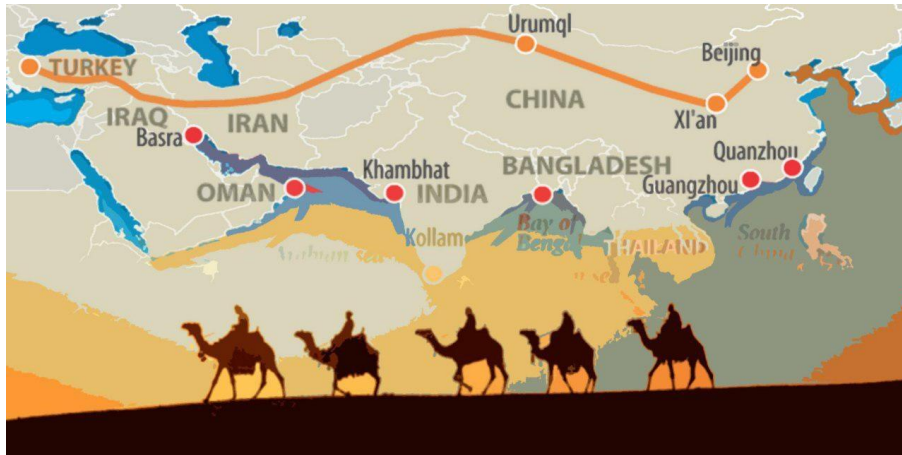 Urumql
Beijing
TURKEY
CHINA
IRAQ
IRAN
XI'an
Basra
Quanzhou
Khambhat
BANGLADESH
OMAN
INDIA
Guangzhou
Bay of
Bengal
Kollam
THAILAND
South